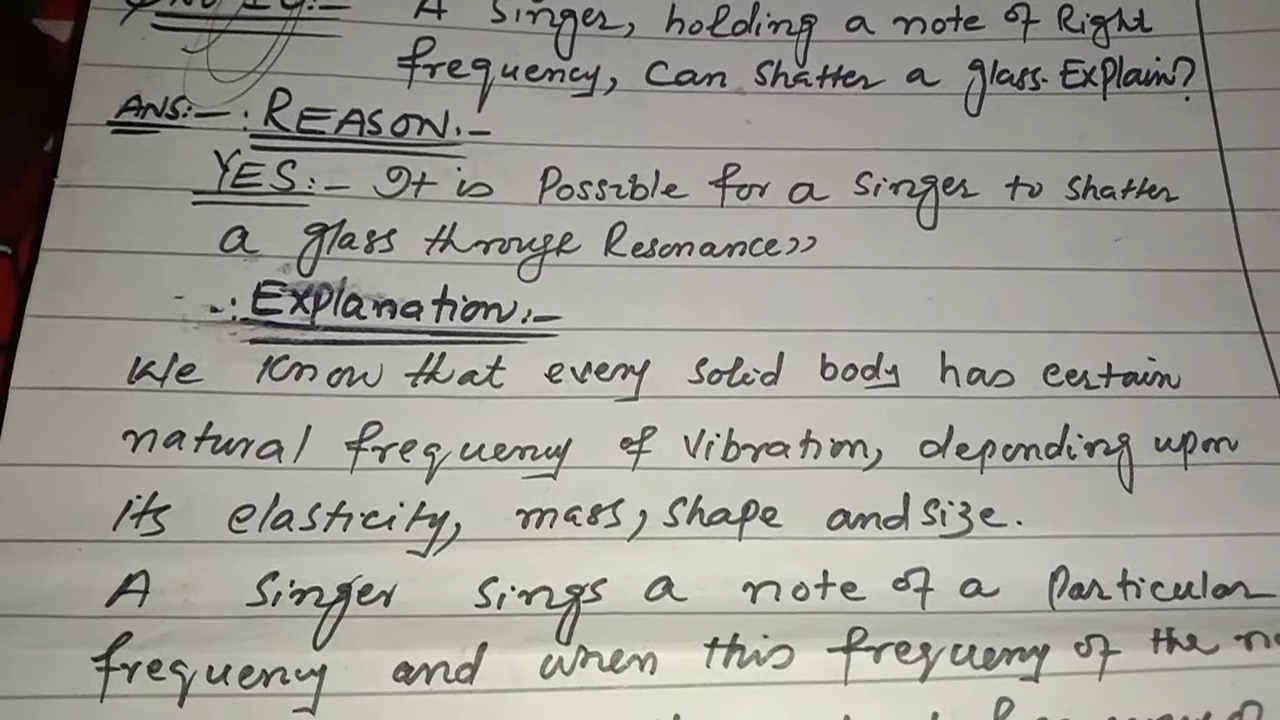 A Singer, holding a note of Right
frequency, Can Shatter a glass. Explain?
ANS:- : REASON:-
YES:- It is Possible for a Singer to Shatter
a glass througe Resonance>>
∴ Explanation:-
We Know that every Solid body has certain
natural frequency of Vibration, depending upon
its elasticity, mass, Shape and size.
A Singer Sings a note of a Particular
frequency and when this frequency of the